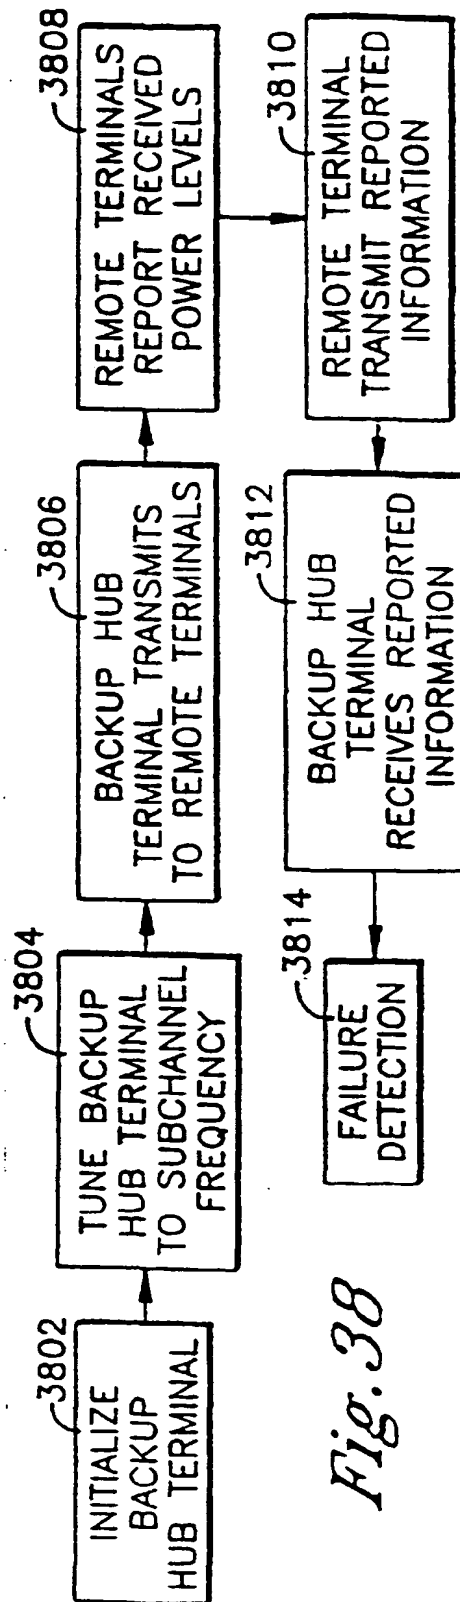 3802
INITIALIZE
BACKUP
HUB TERMINAL
3804
TUNE BACKUP
HUB TERMINAL
TO SUBCHANNEL
FREQUENCY
3806
BACKUP HUB
TERMINAL TRANSMITS
TO REMOTE TERMINALS
3808
REMOTE TERMINALS
REPORT RECEIVED
POWER LEVELS
3810
REMOTE TERMINAL
TRANSMIT REPORTED
INFORMATION
3812
BACKUP HUB
TERMINAL
RECEIVES REPORTED
INFORMATION
3814
FAILURE
DETECTION
Fig. 38